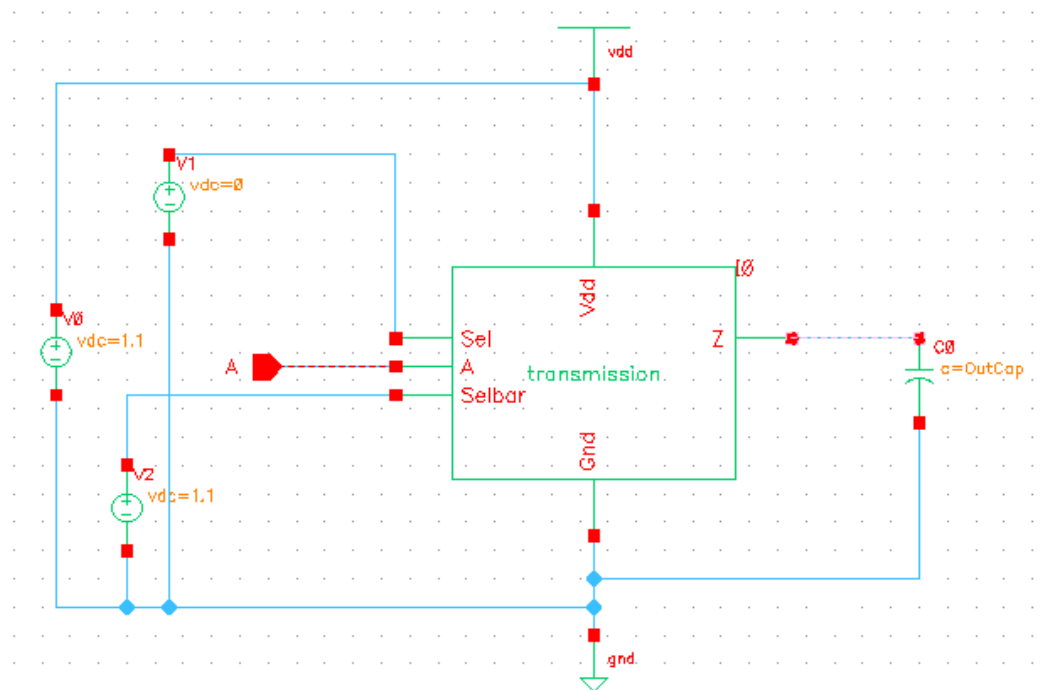 vdd
V1
vdc=0
I0
Vdd
V0
vdc=1.1
Sel
Z
A
A
C0
c=OutCap
transmission
Selbar
Gnd
V2
vdc=1.1
gnd